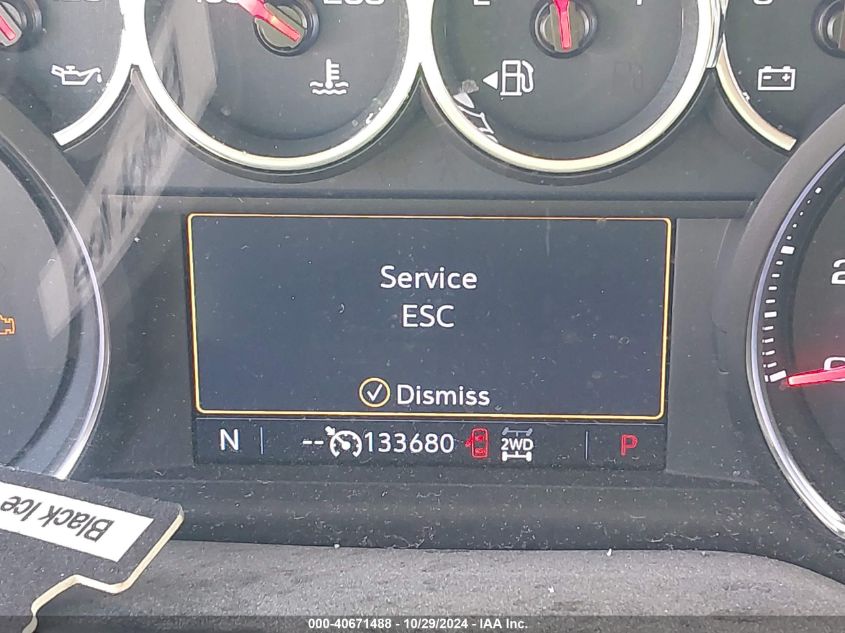 Service
ESC
Dismiss
N -- 133680 2WD P
Black Ice
000-40671488 - 10/29/2024 - IAA Inc.